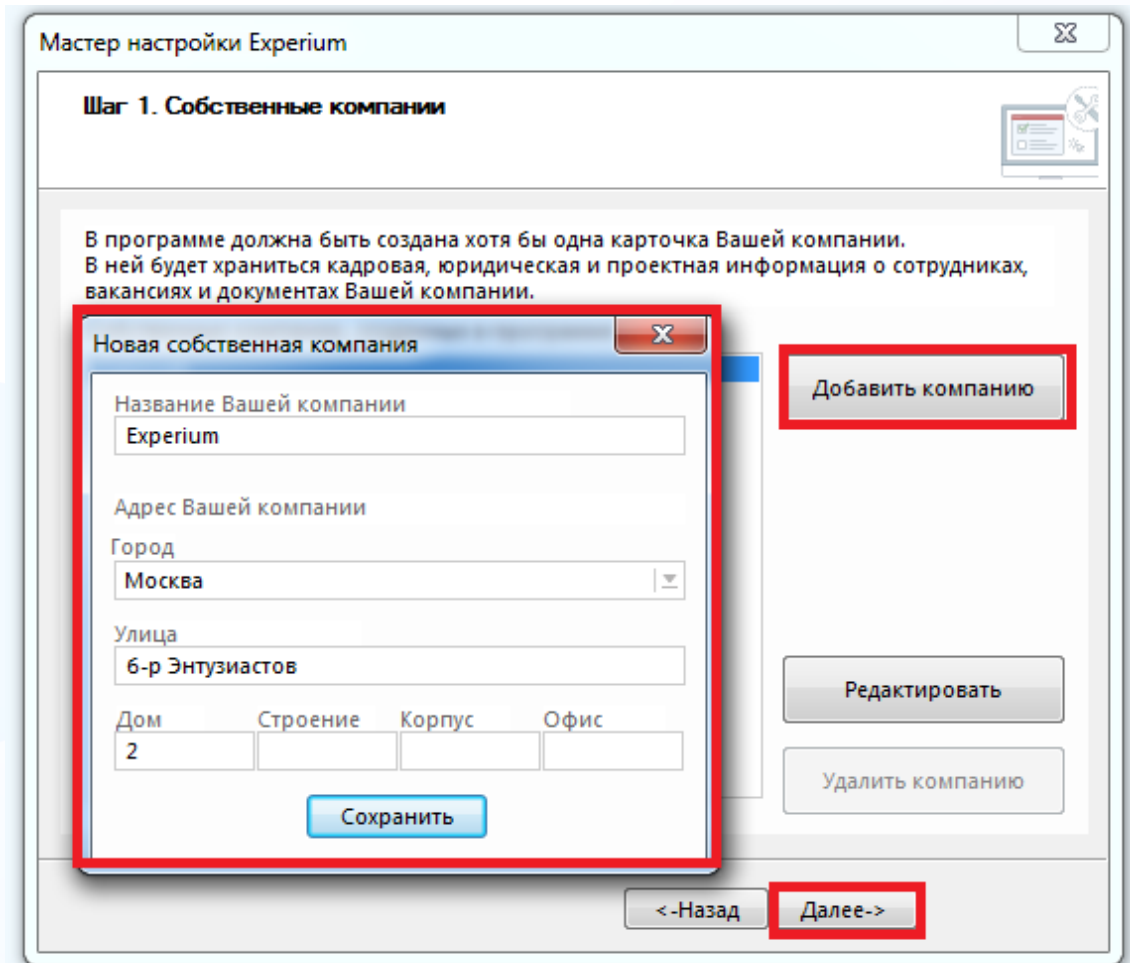 Мастер настройки Experium
Шаг 1. Собственные компании
В программе должна быть создана хотя бы одна карточка Вашей компании.
В ней будет храниться кадровая, юридическая и проектная информация о сотрудниках,
вакансиях и документах Вашей компании.
Новая собственная компания
Название Вашей компании
Experium
Адрес Вашей компании
Город
Москва
Улица
б-р Энтузиастов
Дом Строение Корпус Офис
2
Сохранить
Добавить компанию
Редактировать
Удалить компанию
<-Назад Далее->